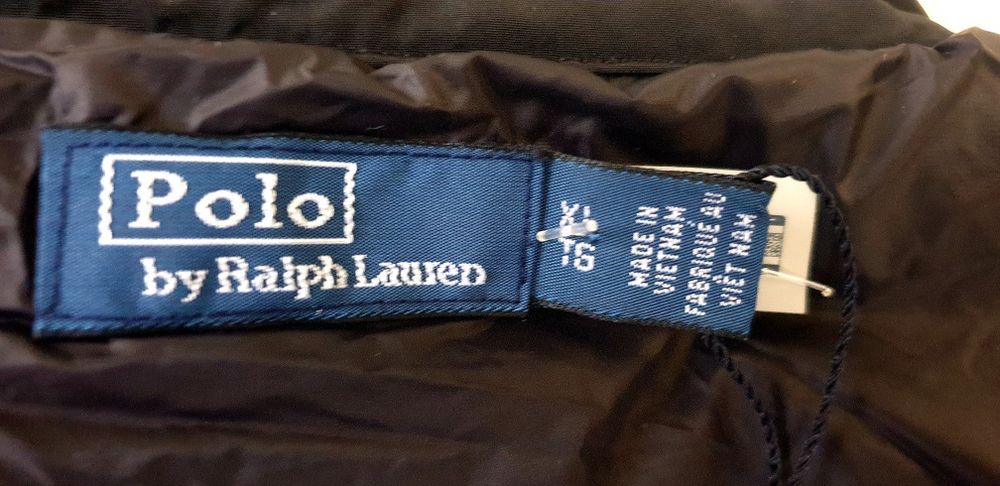 Polo
by Ralph Lauren
XL
TG
MADE IN
VIETNAM
FABRIQUÉ AU
VIÊT NAM